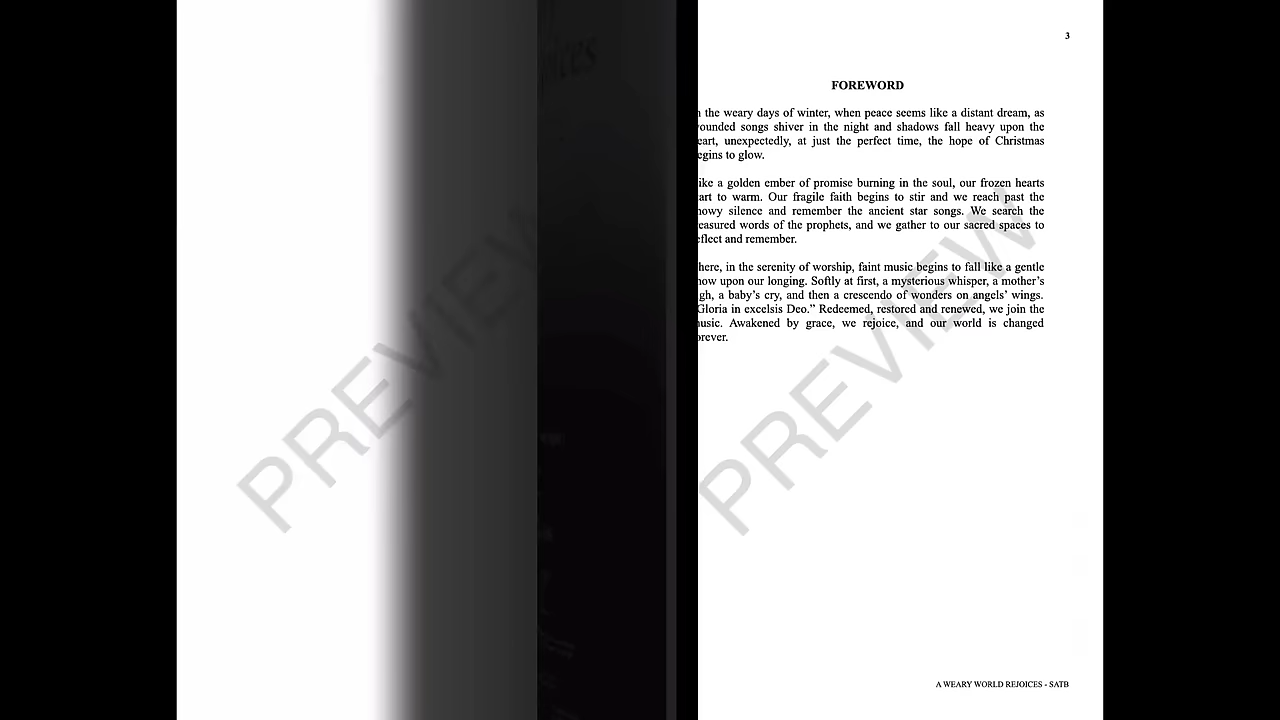 3
FOREWORD
the weary days of winter, when peace seems like a distant dream, as
ounded songs shiver in the night and shadows fall heavy upon the
eart, unexpectedly, at just the perfect time, the hope of Christmas
egins to glow.
ike a golden ember of promise burning in the soul, our frozen hearts
art to warm. Our fragile faith begins to stir and we reach past the
nowy silence and remember the ancient star songs. We search the
easured words of the prophets, and we gather to our sacred spaces to
eflect and remember.
here, in the serenity of worship, faint music begins to fall like a gentle
now upon our longing. Softly at first, a mysterious whisper, a mother’s
gh, a baby’s cry, and then a crescendo of wonders on angels’ wings.
Gloria in excelsis Deo.” Redeemed, restored and renewed, we join the
usic. Awakened by grace, we rejoice, and our world is changed
orever.
PREVIEW
PREVIEW
A WEARY WORLD REJOICES - SATB